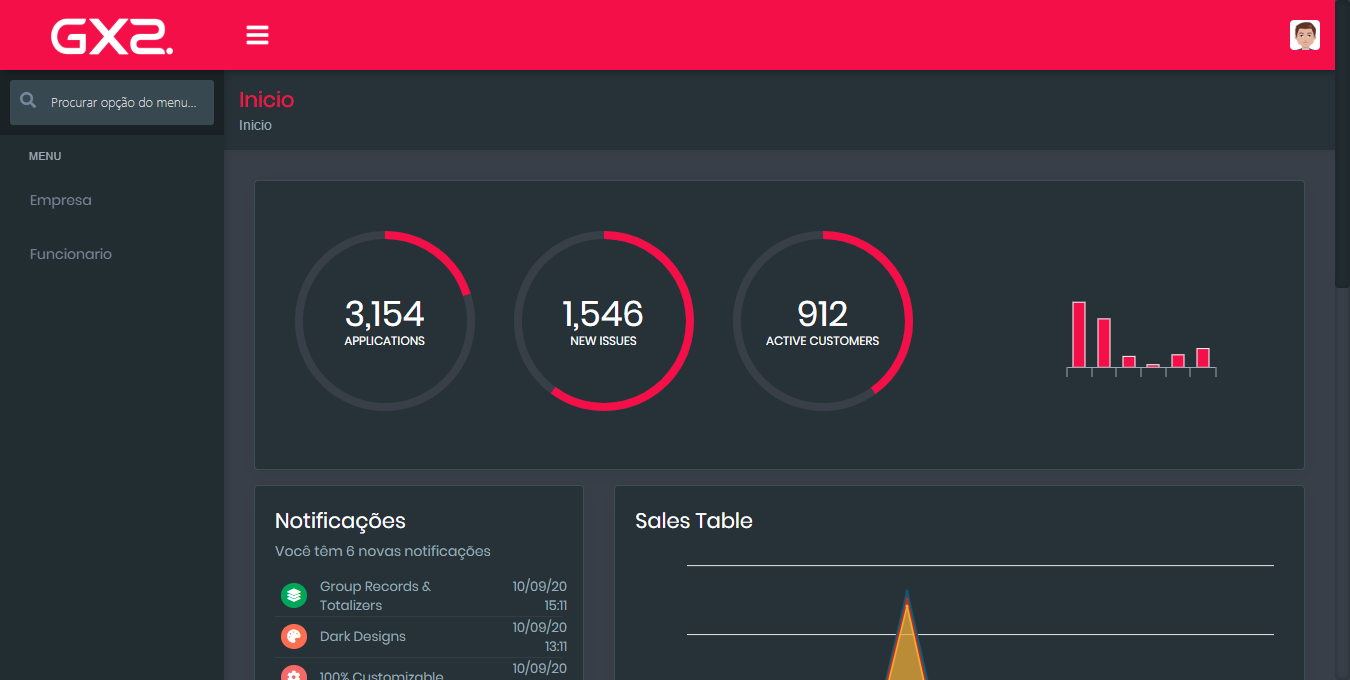 GX2.
Procurar opção do menu...
MENU
Empresa
Funcionario
Inicio
Inicio
3,154
APPLICATIONS
1,546
NEW ISSUES
912
ACTIVE CUSTOMERS
Notificações
Você têm 6 novas notificações
Group Records & 10/09/20
Totalizers 15:11
Dark Designs 10/09/20
13:11
100% Customizable 10/09/20
Sales Table